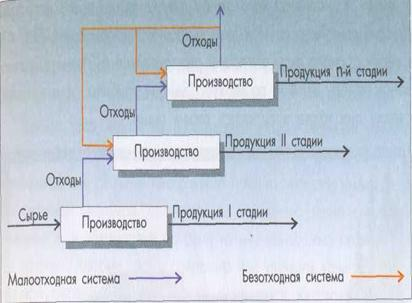 Отходы
Производство
Продукция n-й стадии
Отходы
Производство
Продукция II стадии
Отходы
Сырье
Производство
Продукция I стадии
Малоотходная система
Безотходная система